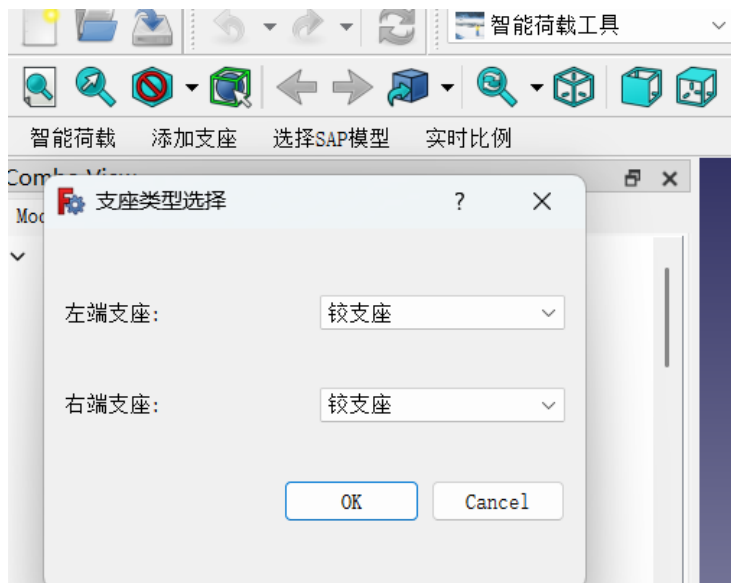 智能荷载工具
智能荷载 添加支座 选择SAP模型 实时比例
支座类型选择 ?
左端支座: 铰支座
右端支座: 铰支座
OK Cancel